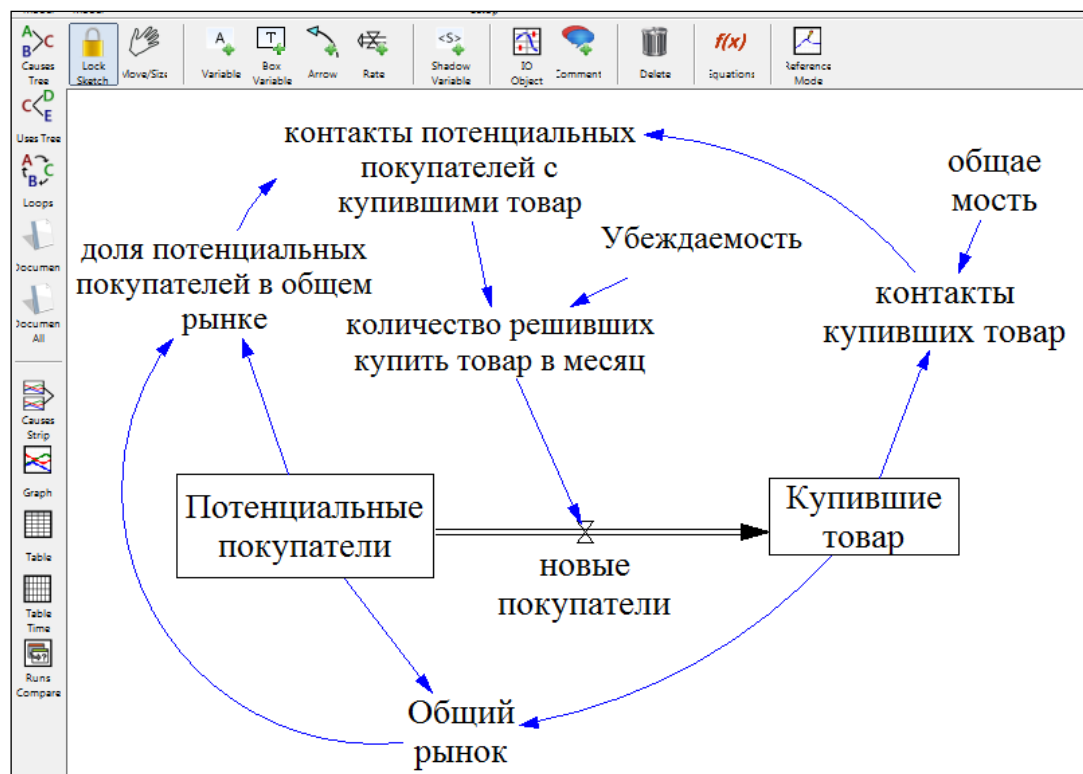 A
B
C
Causes
Tree
Lock
Sketch
Move/Size
A
Variable
T
Box
Variable
Arrow
Rate
<S>
Shadow
Variable
IO
Object
Comment
Delete
f(x)
Equations
Reference
Mode
C
D
E
Uses Tree
A
t
C
B
Loops
Documen
Documen
All
Causes
Strip
Graph
Table
Table
Time
Runs
Compare
контакты потенциальных
покупателей с
купившими товар
общае
мость
Убеждаемость
доля потенциальных
покупателей в общем
рынке
контакты
купивших товар
количество решивших
купить товар в месяц
Потенциальные
покупатели
Купившие
товар
новые
покупатели
Общий
рынок